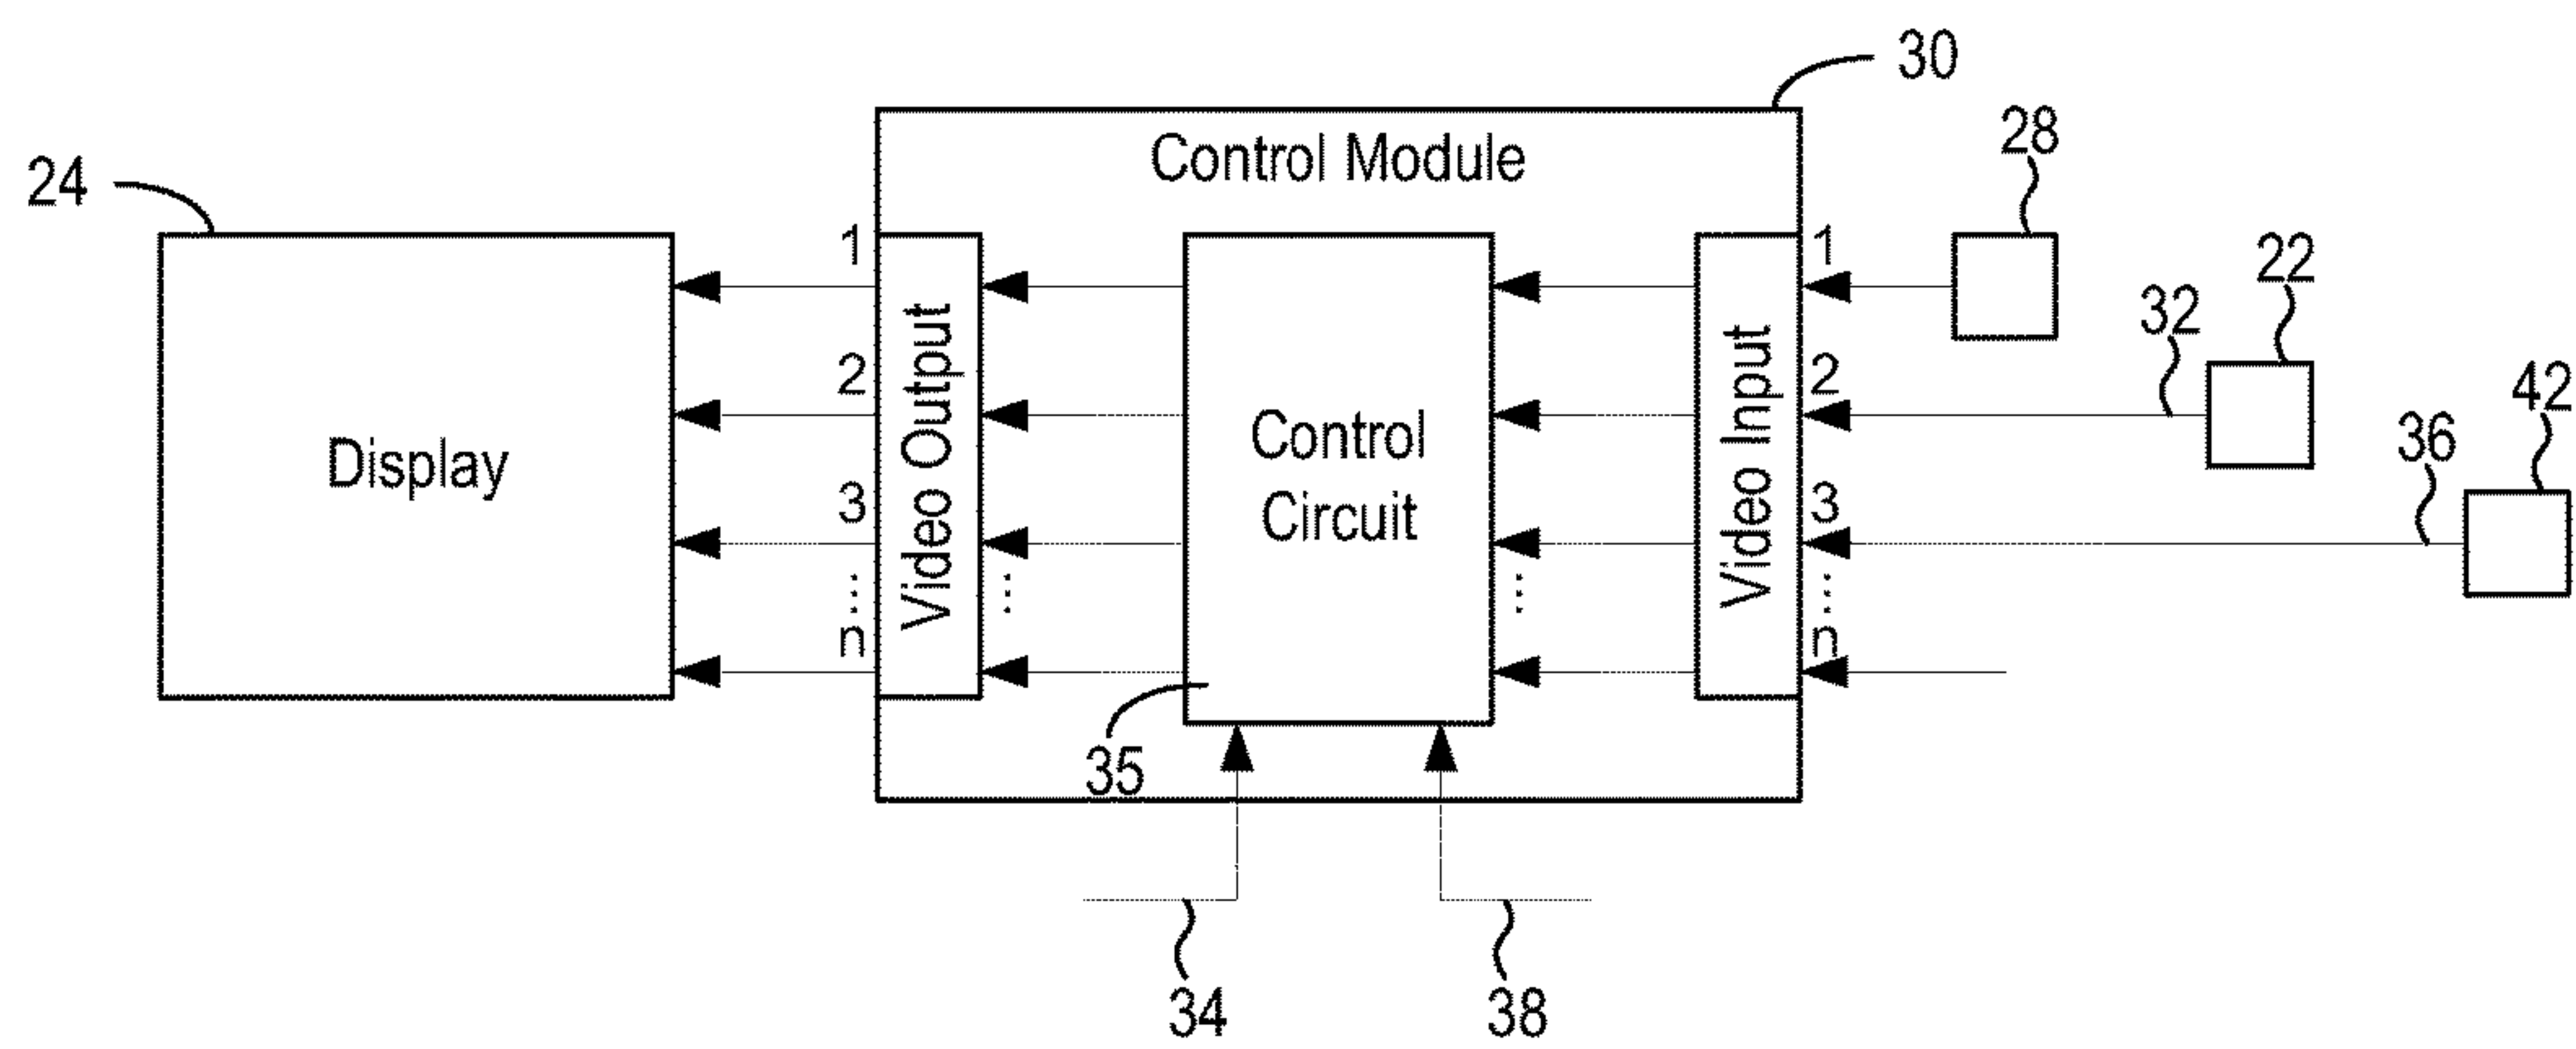 30
Control Module
28
24
1
1
22
32
2
2
42
36
Display
Video Output
Control
Circuit
Video Input
3
3
...
...
...
...
n
n
35
34
38